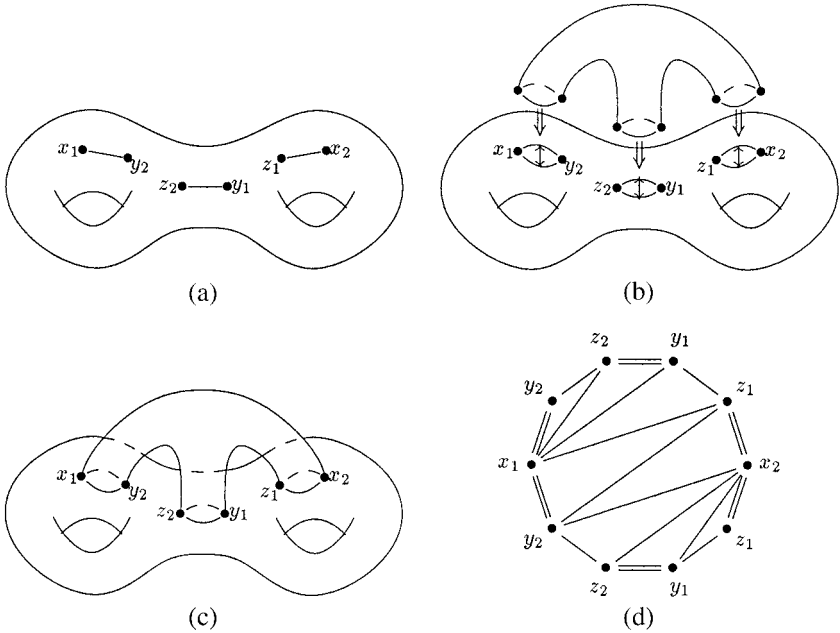 x₁ y₂ z₁ x₂
z₂ y₁
(a)
x₁ y₂ z₁ x₂
z₂ y₁
(b)
x₁ y₂ z₁ x₂
z₂ y₁
(c)
z₂ y₁
y₂ z₁
x₁ x₂
y₂ z₁
z₂ y₁
(d)